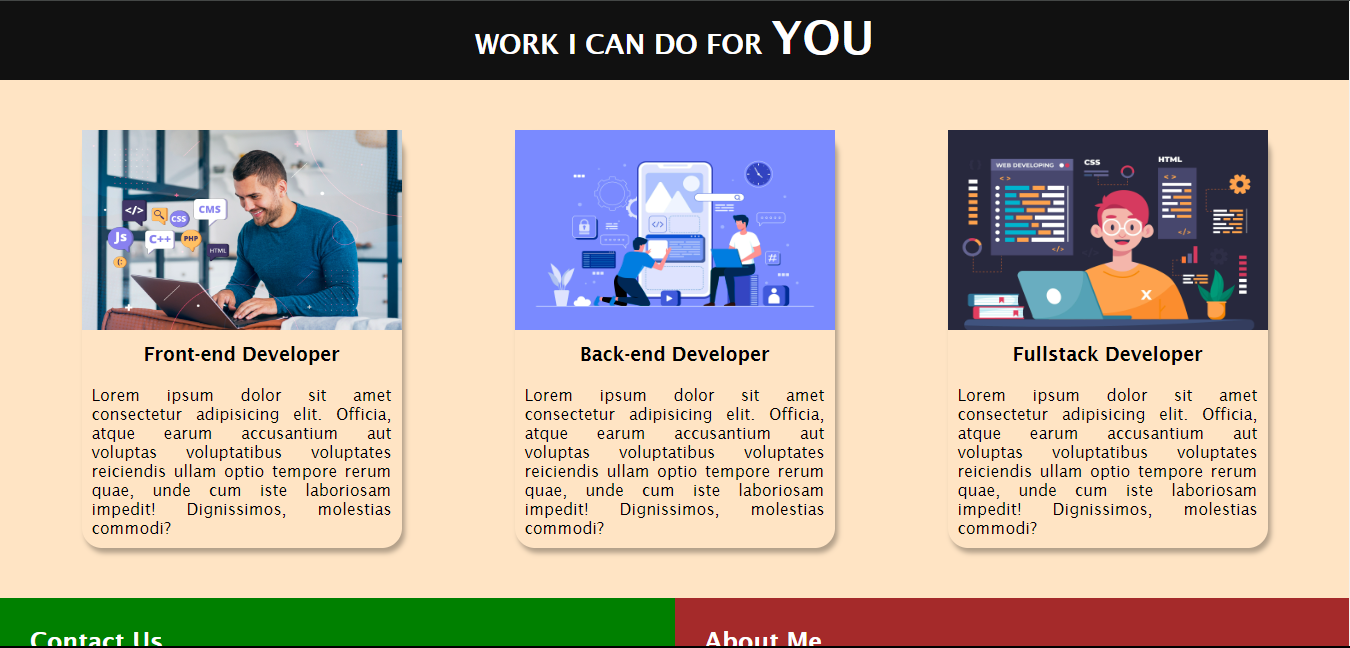 WORK I CAN DO FOR YOU
</>
CSS
CMS
Js
C++
PHP
HTML
C
</>
#
WEB DEVELOPING
CSS
HTML
< >
< >
</>
</>
X
Front-end Developer
Lorem ipsum dolor sit amet
consectetur adipisicing elit. Officia,
atque earum accusantium aut
voluptas voluptatibus voluptates
reiciendis ullam optio tempore rerum
quae, unde cum iste laboriosam
impedit! Dignissimos, molestias
commodi?
Back-end Developer
Lorem ipsum dolor sit amet
consectetur adipisicing elit. Officia,
atque earum accusantium aut
voluptas voluptatibus voluptates
reiciendis ullam optio tempore rerum
quae, unde cum iste laboriosam
impedit! Dignissimos, molestias
commodi?
Fullstack Developer
Lorem ipsum dolor sit amet
consectetur adipisicing elit. Officia,
atque earum accusantium aut
voluptas voluptatibus voluptates
reiciendis ullam optio tempore rerum
quae, unde cum iste laboriosam
impedit! Dignissimos, molestias
commodi?
Contact Us
About Me